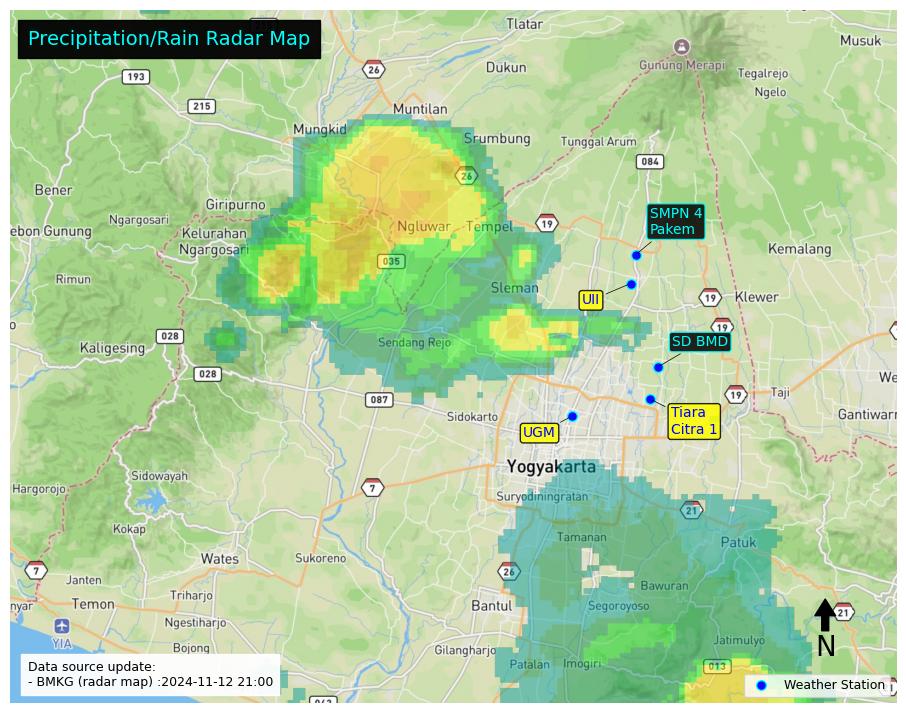 Precipitation/Rain Radar Map
Tlatar
Musuk
26
Dukun
Gunung Merapi
193
Tegalrejo
Ngelo
215
Muntilan
Mungkid
Srumbung
Tunggal Arum
084
26
Bener
Giripurno
Ngargosari
SMPN 4
Pakem
ebon Gunung
Kelurahan
Ngargosari
Ngluwar
Tempel
19
Kemalang
035
Rimun
Sleman
UII
19
Klewer
19
028
Kaligesing
Sendang Rejo
SD BMD
028
We
087
19
Taji
Sidokarto
Tiara
Citra 1
Gantiwarn
UGM
Yogyakarta
Sidowayah
Hargorojo
7
Suryodiningratan
21
Kokap
Tamanan
Patuk
Wates
Sukoreno
7
Janten
26
Bawuran
nyar
Temon
Triharjo
Bantul
Segoroyoso
21
Ngestiharjo
YIA
Bojong
Gilangharjo
Jatimulyo
N
Patalan
Imogiri
013
Data source update:
- BMKG (radar map) :2024-11-12 21:00
Weather Station